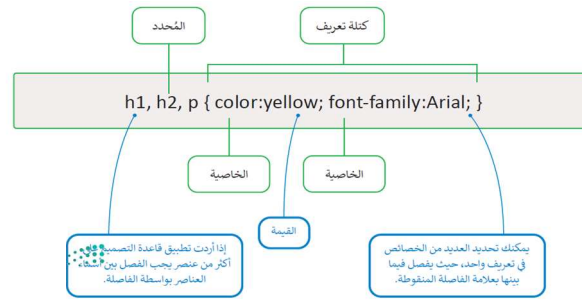 المُحدد
كتلة تعريف
h1, h2, p { color:yellow; font-family:Arial; }
الخاصية
الخاصية
القيمة
إذا أردت تطبيق قاعدة التصميم على
أكثر من عنصر يجب الفصل بين أسماء
العناصر بواسطة الفاصلة.
يمكنك تحديد العديد من الخصائص
في تعريف واحد، حيث يفصل فيما
بينها بعلامة الفاصلة المنقوطة.